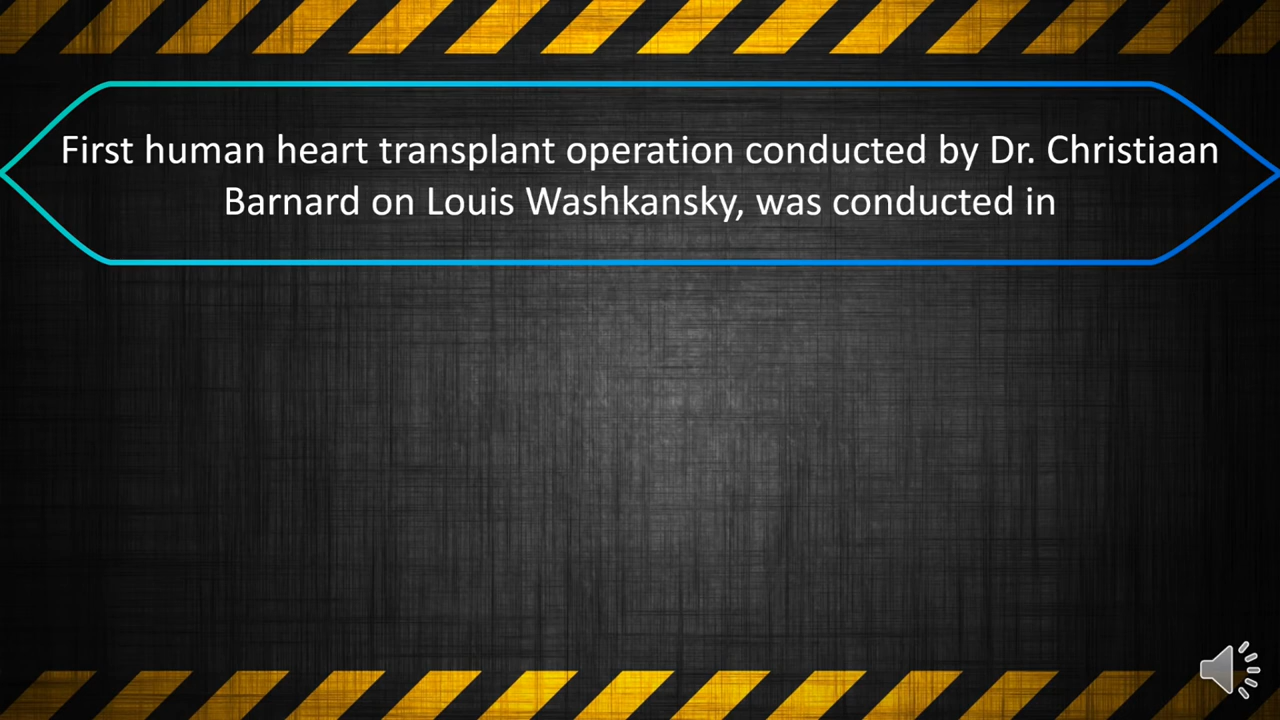 First human heart transplant operation conducted by Dr. Christiaan
Barnard on Louis Washkansky, was conducted in